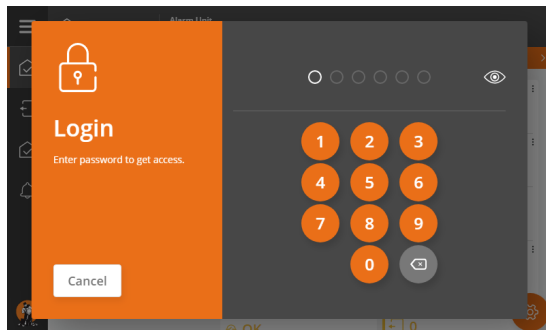 Alarm Unit
Login
Enter password to get access.
Cancel
1 2 3
4 5 6
7 8 9
0
OK
0